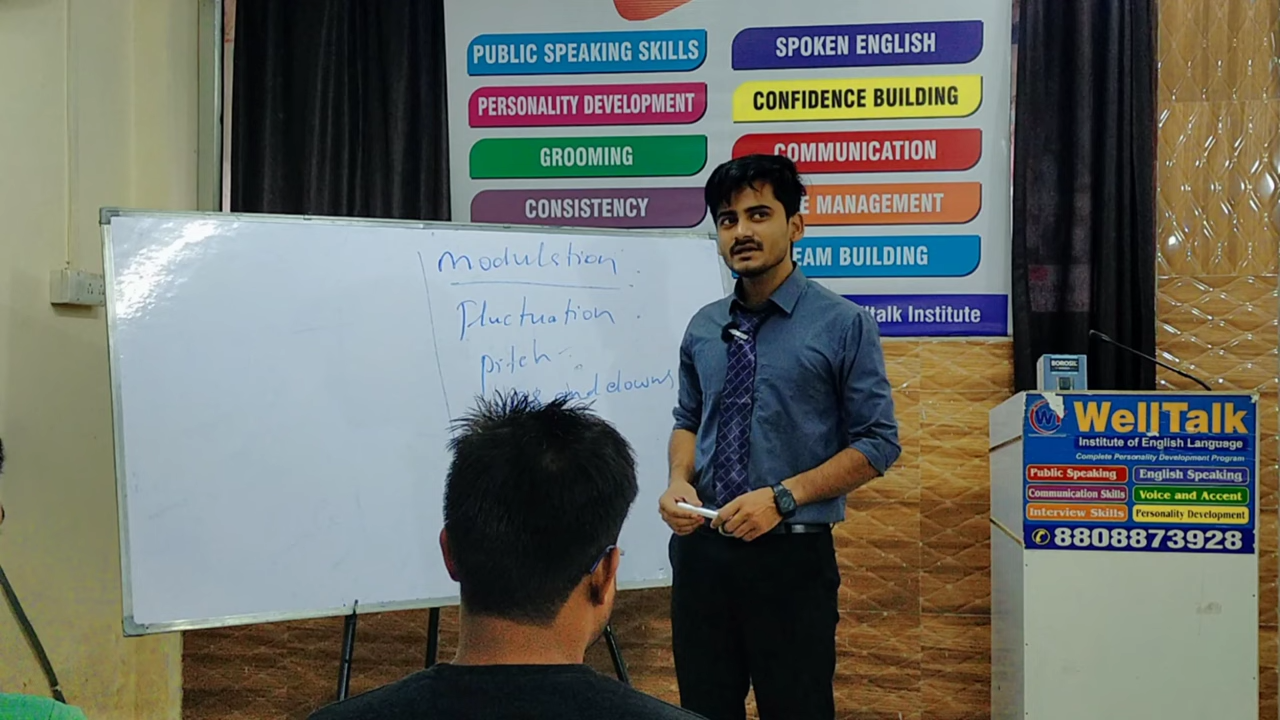 PUBLIC SPEAKING SKILLS
SPOKEN ENGLISH
PERSONALITY DEVELOPMENT
CONFIDENCE BUILDING
GROOMING
COMMUNICATION
CONSISTENCY
MANAGEMENT
BUILDING
Institute
Modulation
Fluctuation
pitch
and downs
BOROSIL
WellTalk
Institute of English Language
Complete Personality Development Program
Public Speaking
English Speaking
Communication Skills
Voice and Accent
Interview Skills
Personality Development
8808873928